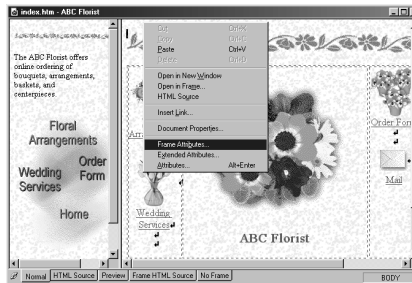 index.htm - ABC Florist
The ABC Florist offers
online ordering of
bouquets, arrangements,
baskets, and
centerpieces.
Floral
Arrangements
Wedding
Services
Order
Form
Home
Cut Ctrl+X
Copy Ctrl+C
Paste Ctrl+V
Delete
Open in New Window
Open in Frame...
HTML Source
Insert Link...
Document Properties...
Frame Attributes...
Extended Attributes...
Attributes... Alt+Enter
Arra
Wedding
Services
ABC Florist
Order Form
Mail
Normal HTML Source Preview Frame HTML Source No Frame
BODY